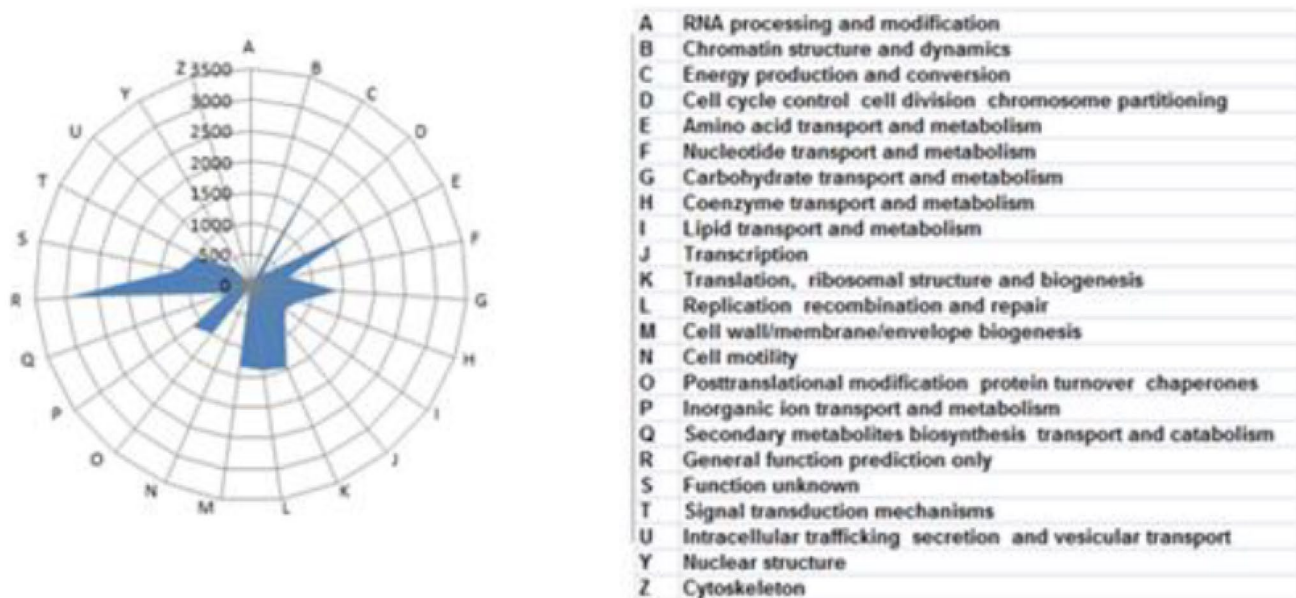 A
B
C
D
E
F
G
H
I
J
K
L
M
N
O
P
Q
R
S
T
U
Y
Z
3500
3000
2500
2000
1500
1000
500
0
A RNA processing and modification
B Chromatin structure and dynamics
C Energy production and conversion
D Cell cycle control cell division chromosome partitioning
E Amino acid transport and metabolism
F Nucleotide transport and metabolism
G Carbohydrate transport and metabolism
H Coenzyme transport and metabolism
I Lipid transport and metabolism
J Transcription
K Translation, ribosomal structure and biogenesis
L Replication recombination and repair
M Cell wall/membrane/envelope biogenesis
N Cell motility
O Posttranslational modification protein turnover chaperones
P Inorganic ion transport and metabolism
Q Secondary metabolites biosynthesis transport and catabolism
R General function prediction only
S Function unknown
T Signal transduction mechanisms
U Intracellular trafficking secretion and vesicular transport
Y Nuclear structure
Z Cytoskeleton